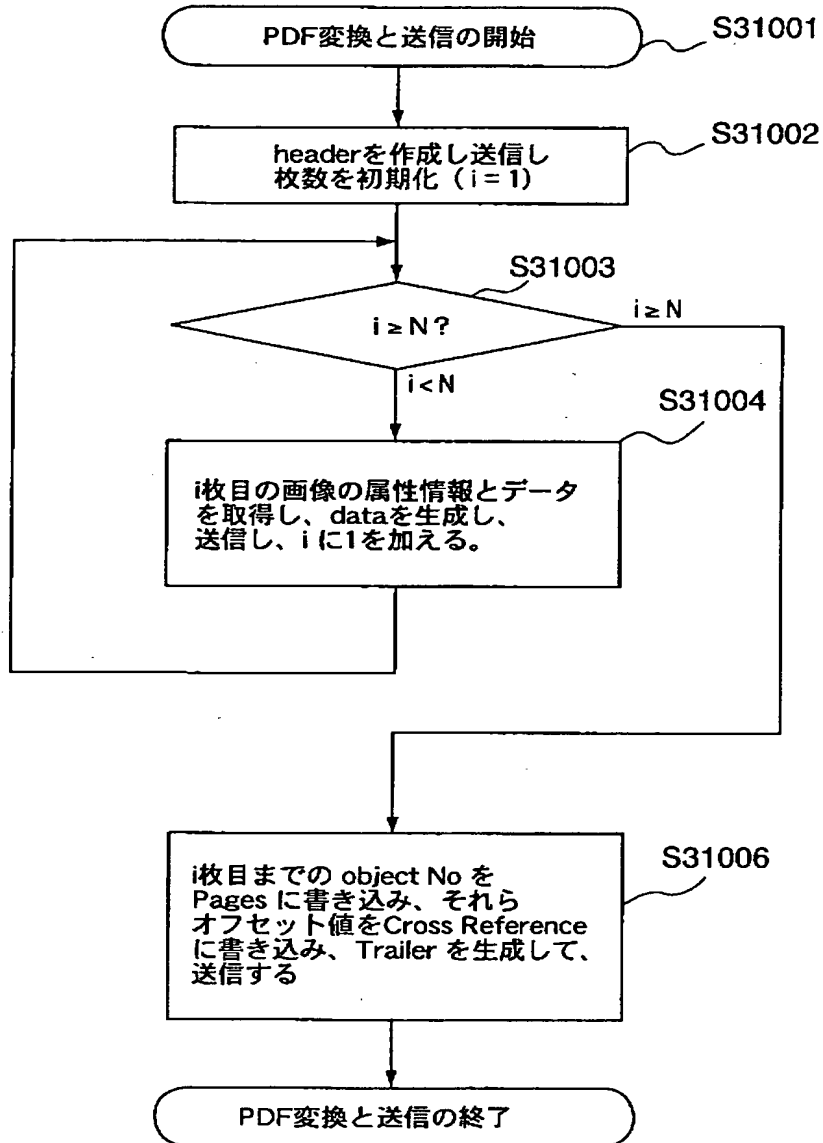 PDF変換と送信の開始
S31001
headerを作成し送信し
枚数を初期化（i = 1）
S31002
S31003
i ≥ N ?
i ≥ N
i < N
S31004
i枚目の画像の属性情報とデータ
を取得し、dataを生成し、
送信し、i に1を加える。
i枚目までの object No を
Pages に書き込み、それら
オフセット値をCross Reference
に書き込み、Trailer を生成して、
送信する
S31006
PDF変換と送信の終了